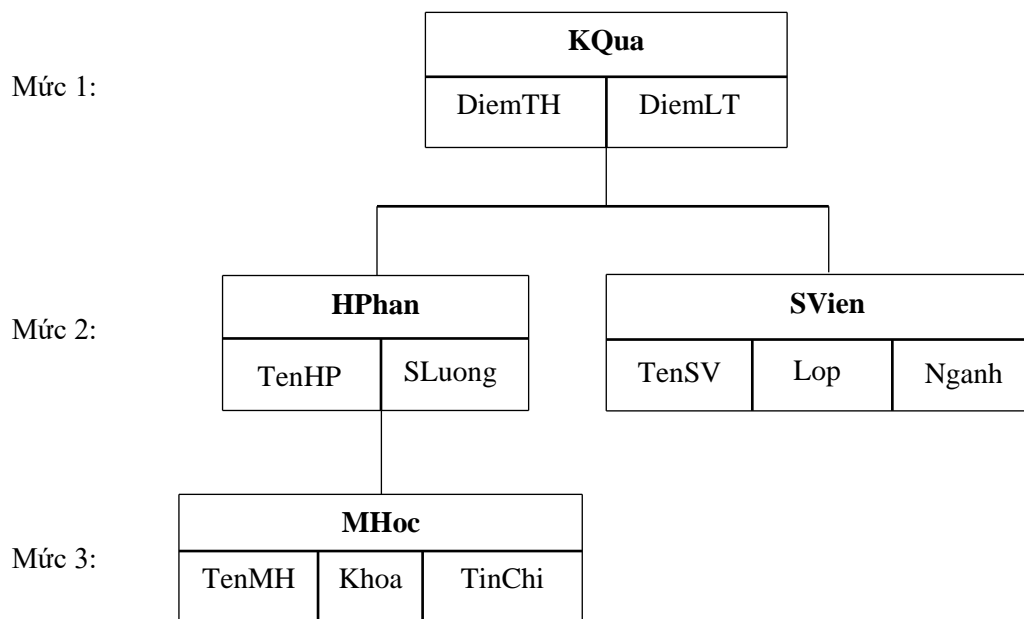 KQua
Mức 1:
DiemTH DiemLT
HPhan SVien
Mức 2:
TenHP SLuong TenSV Lop Nganh
MHoc
Mức 3:
TenMH Khoa TinChi